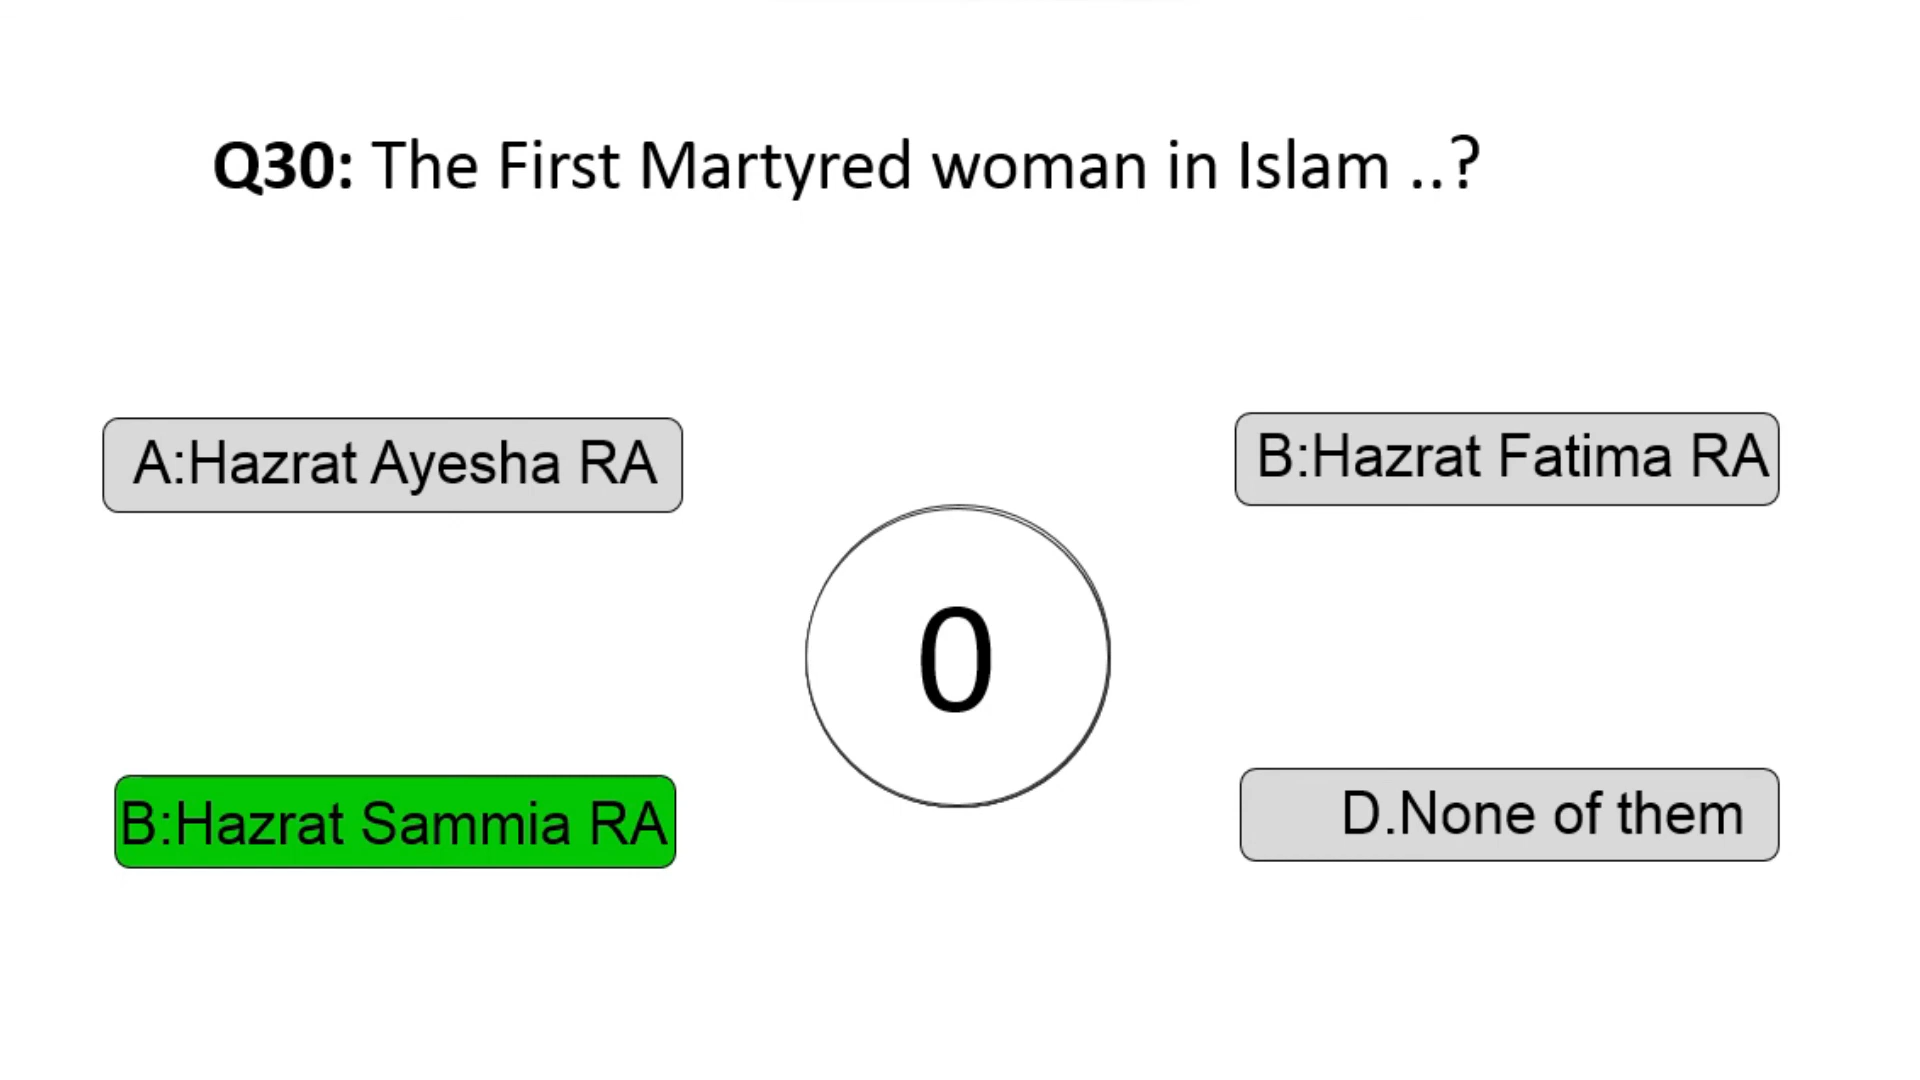 Q30: The First Martyred woman in Islam ..?
A:Hazrat Ayesha RA
B:Hazrat Fatima RA
0
B:Hazrat Sammia RA
D.None of them